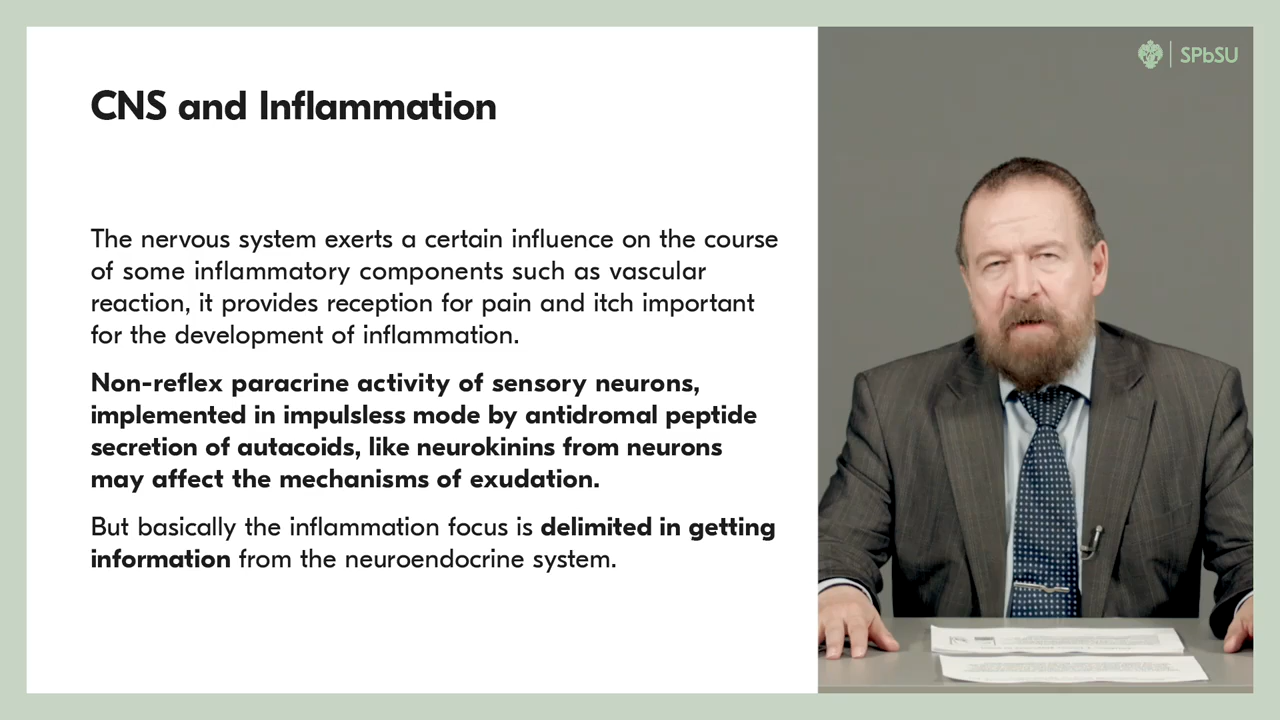 SPbSU
CNS and Inflammation
The nervous system exerts a certain influence on the course
of some inflammatory components such as vascular
reaction, it provides reception for pain and itch important
for the development of inflammation.
Non-reflex paracrine activity of sensory neurons,
implemented in impulsless mode by antidromal peptide
secretion of autacoids, like neurokinins from neurons
may affect the mechanisms of exudation.
But basically the inflammation focus is delimited in getting
information from the neuroendocrine system.